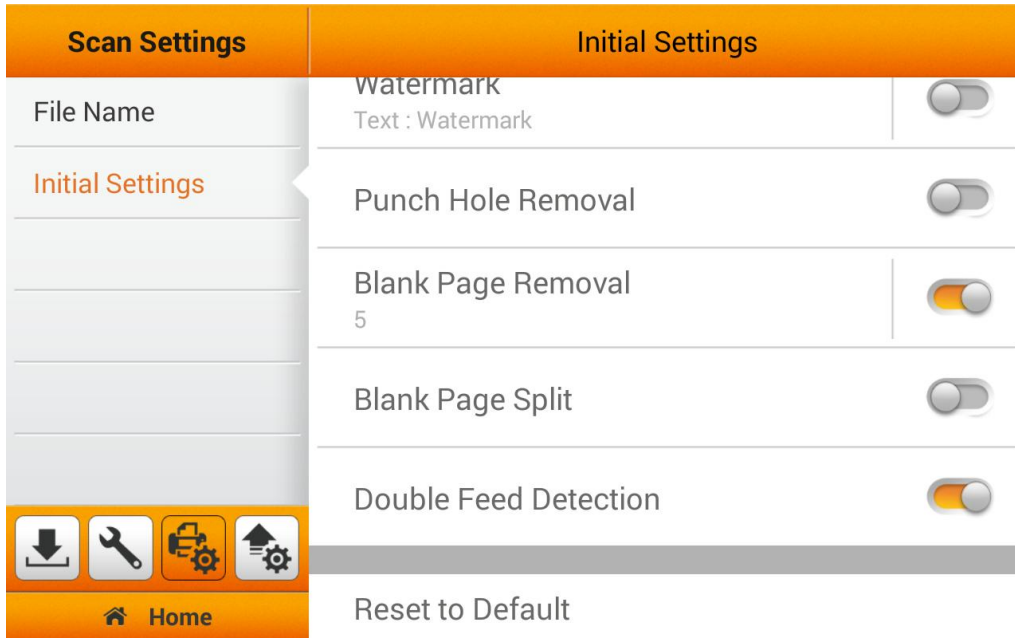 Scan Settings
Initial Settings
File Name
Initial Settings
Home
Watermark
Text : Watermark
Punch Hole Removal
Blank Page Removal
5
Blank Page Split
Double Feed Detection
Reset to Default